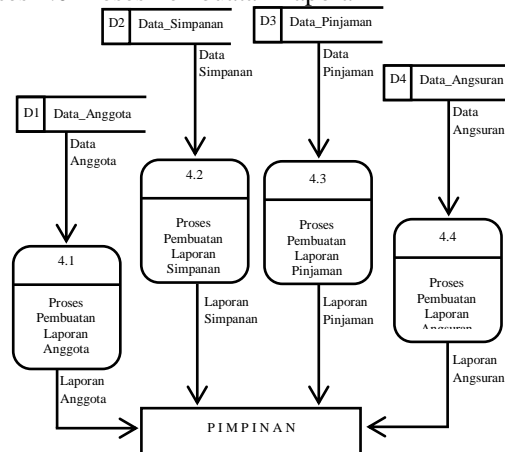 D2 Data_Simpanan
D3 Data_Pinjaman
Data
Simpanan
Data
Pinjaman
D4 Data_Angsuran
D1 Data_Anggota
Data
Anggota
Data
Angsuran
4.2
Proses
Pembuatan
Laporan
Simpanan
4.3
Proses
Pembuatan
Laporan
Pinjaman
4.4
Proses
Pembuatan
Laporan
Angsuran
4.1
Proses
Pembuatan
Laporan
Anggota
Laporan
Simpanan
Laporan
Pinjaman
Laporan
Angsuran
Laporan
Anggota
P I M P I N A N